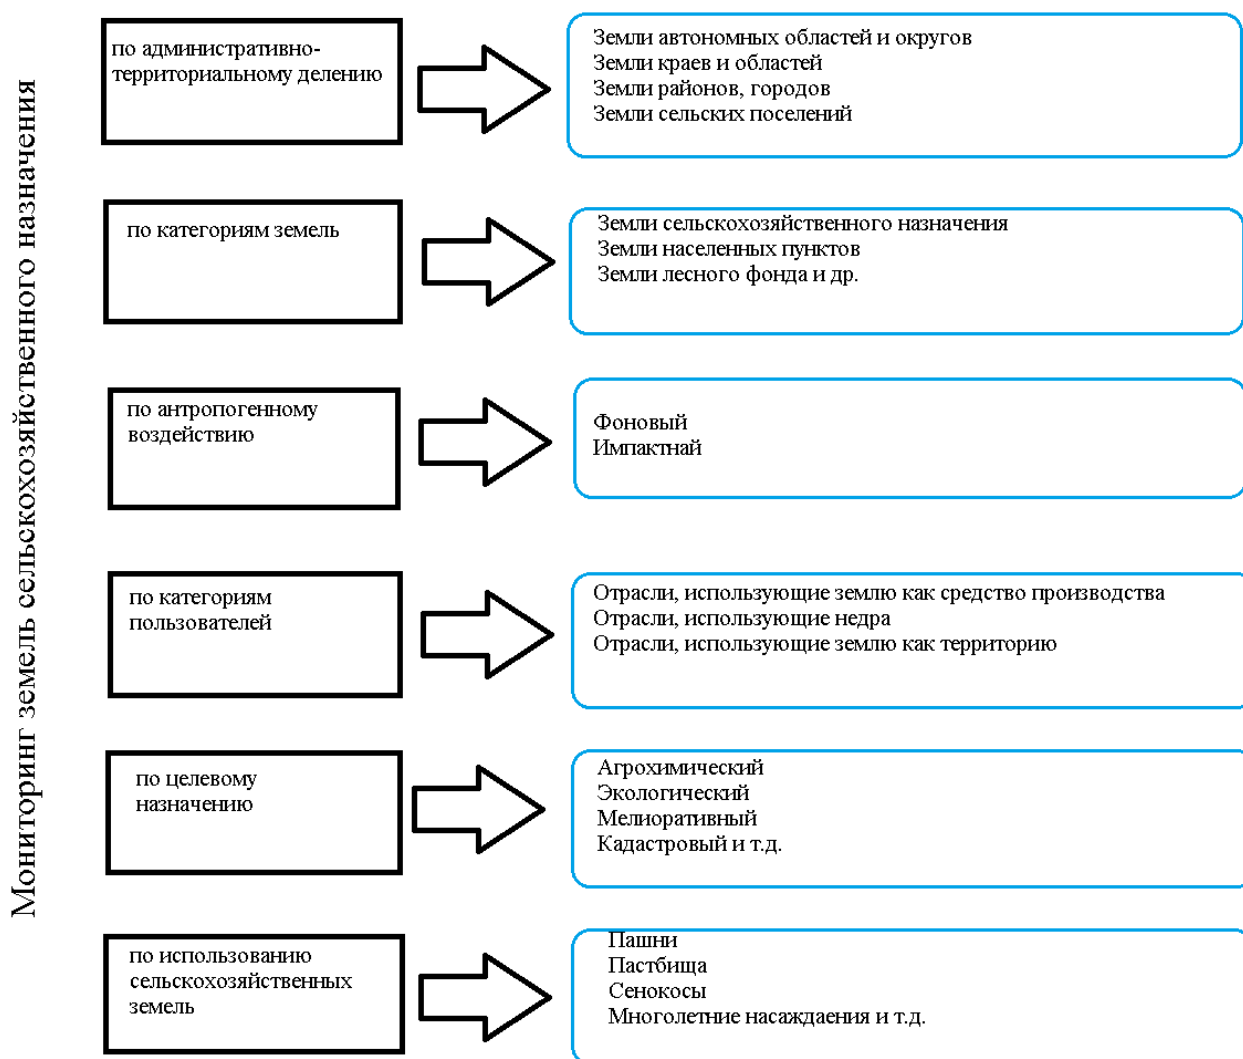 Мониторинг земель сельскохозяйственного назначения
по административно-
территориальному делению
Земли автономных областей и округов
Земли краев и областей
Земли районов, городов
Земли сельских поселений
по категориям земель
Земли сельскохозяйственного назначения
Земли населенных пунктов
Земли лесного фонда и др.
по антропогенному
воздействию
Фоновый
Импактнай
по категориям
пользователей
Отрасли, использующие землю как средство производства
Отрасли, использующие недра
Отрасли, использующие землю как территорию
по целевому
назначению
Агрохимический
Экологический
Мелиоративный
Кадастровый и т.д.
по использованию
сельскохозяйственных
земель
Пашни
Пастбища
Сенокосы
Многолетние насаждаения и т.д.